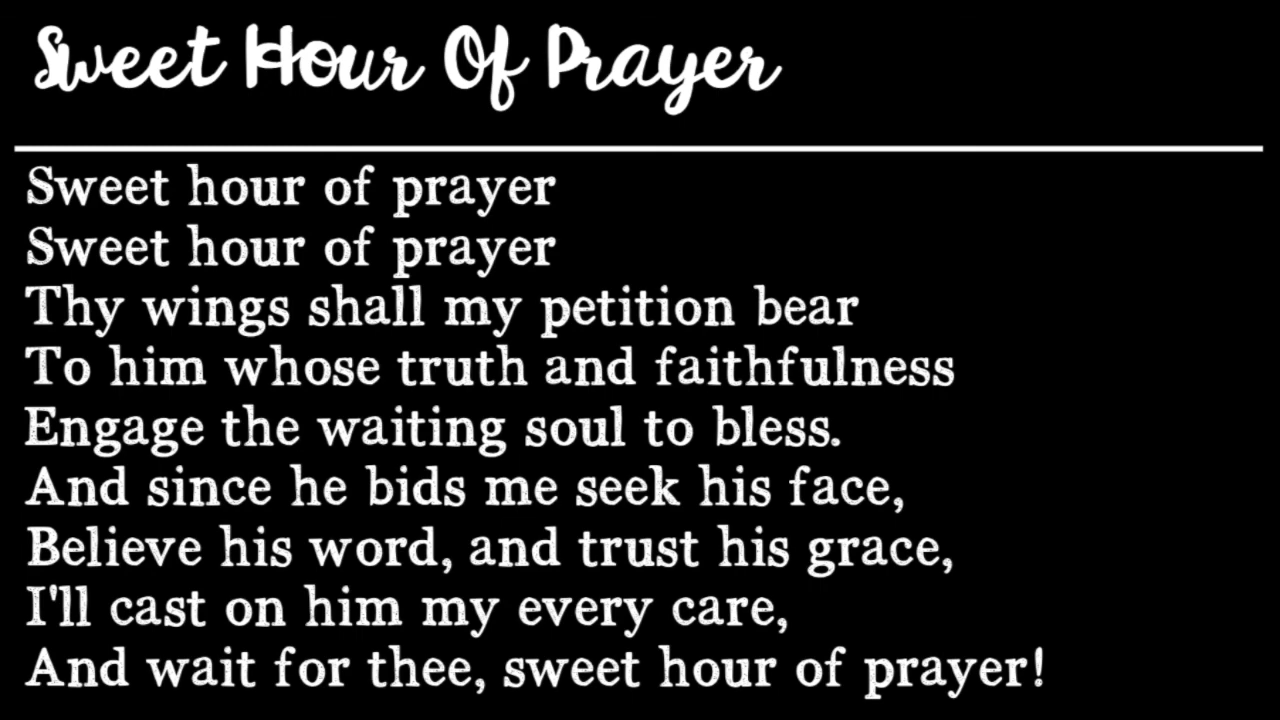 Sweet Hour Of Prayer
Sweet hour of prayer
Sweet hour of prayer
Thy wings shall my petition bear
To him whose truth and faithfulness
Engage the waiting soul to bless.
And since he bids me seek his face,
Believe his word, and trust his grace,
I'll cast on him my every care,
And wait for thee, sweet hour of prayer!